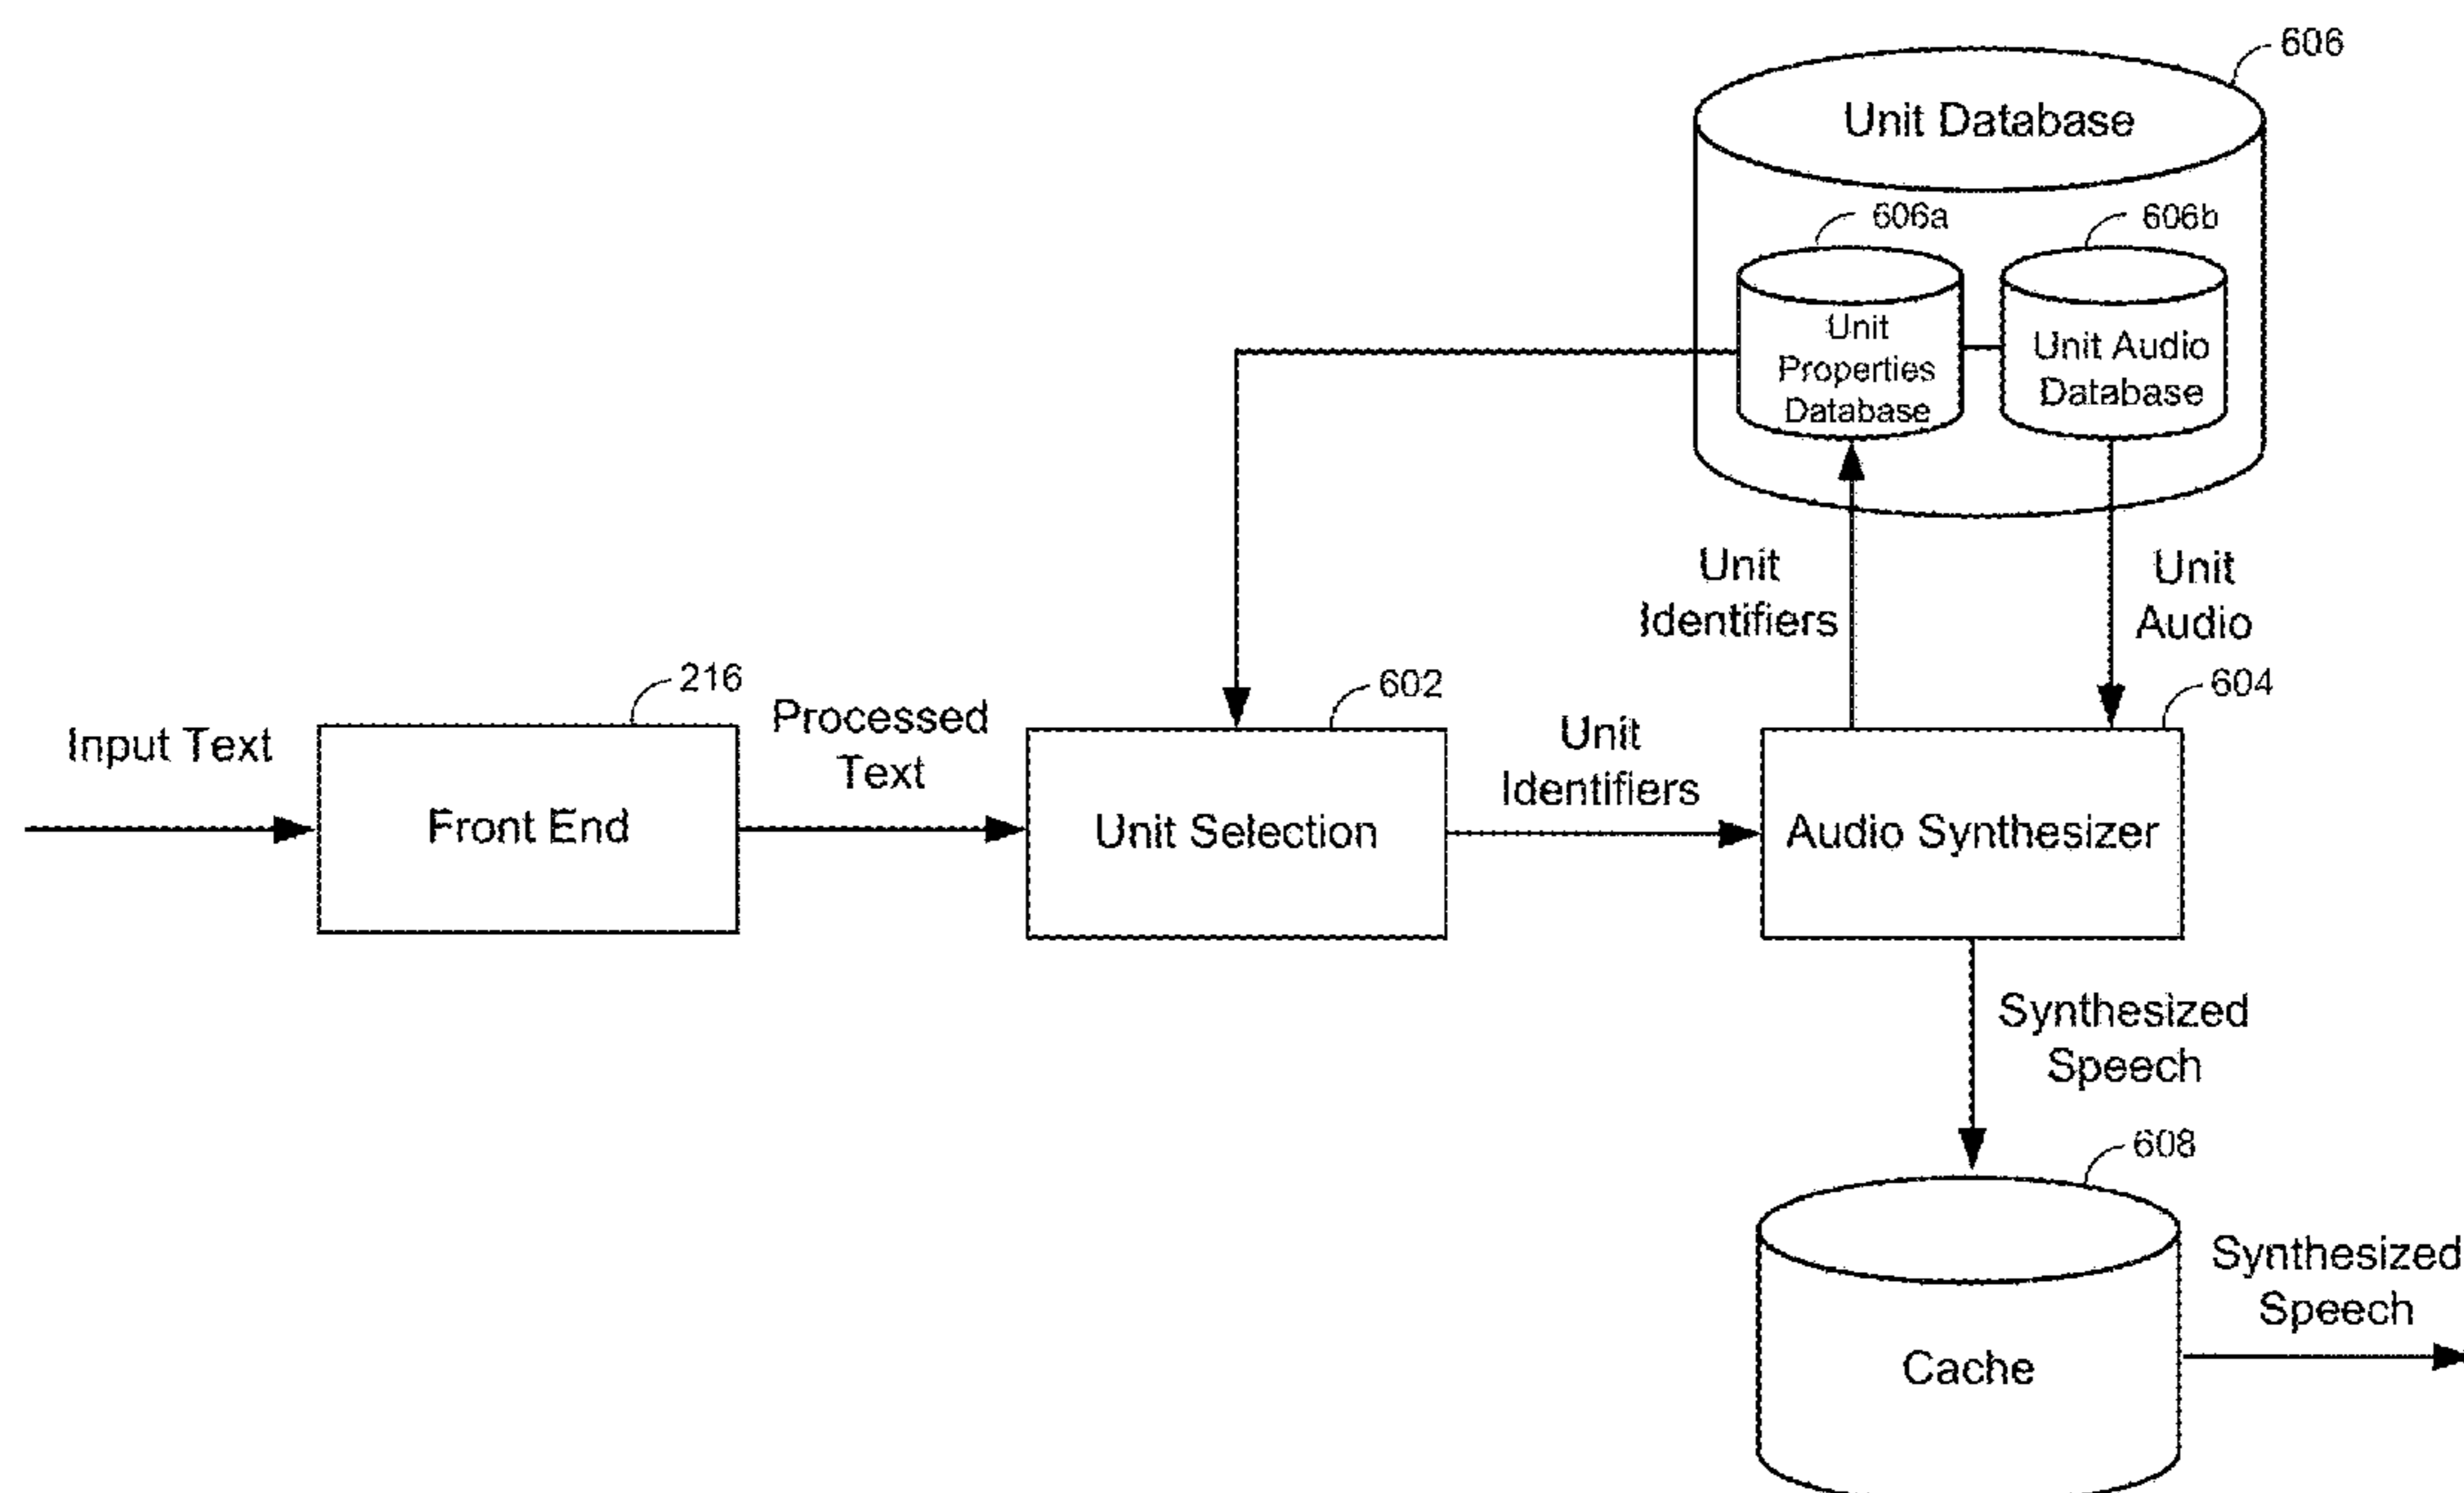 606
Unit Database
606a
606b
Unit
Properties
Database
Unit Audio
Database
Unit
Identifiers
Unit
Audio
216
602
604
Input Text
Processed
Text
Unit
Identifiers
Front End
Unit Selection
Audio Synthesizer
Synthesized
Speech
608
Synthesized
Speech
Cache